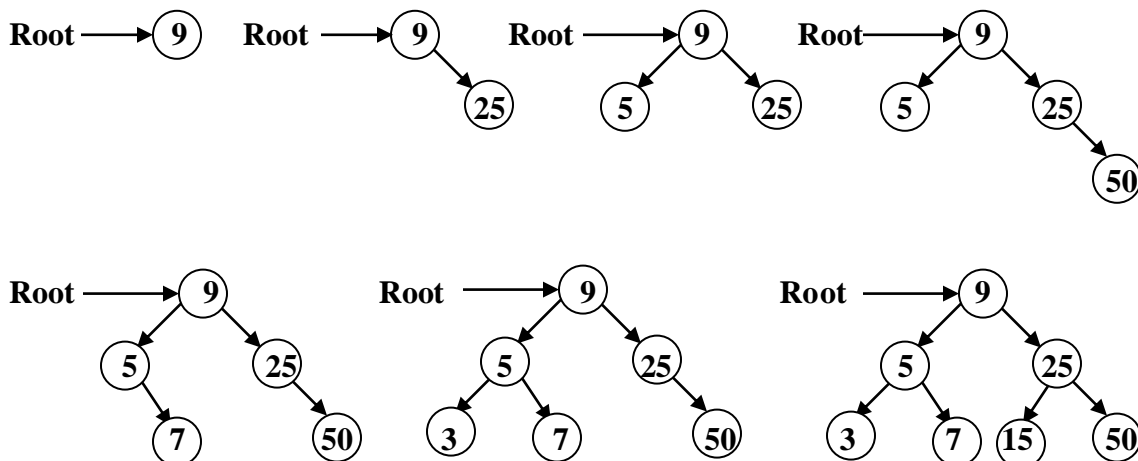 Root 9 Root 9 Root 9 Root 9
25 5 25 5 25
50
Root 9 Root 9 Root 9
5 25 5 25 5 25
7 50 3 7 50 3 7 15 50